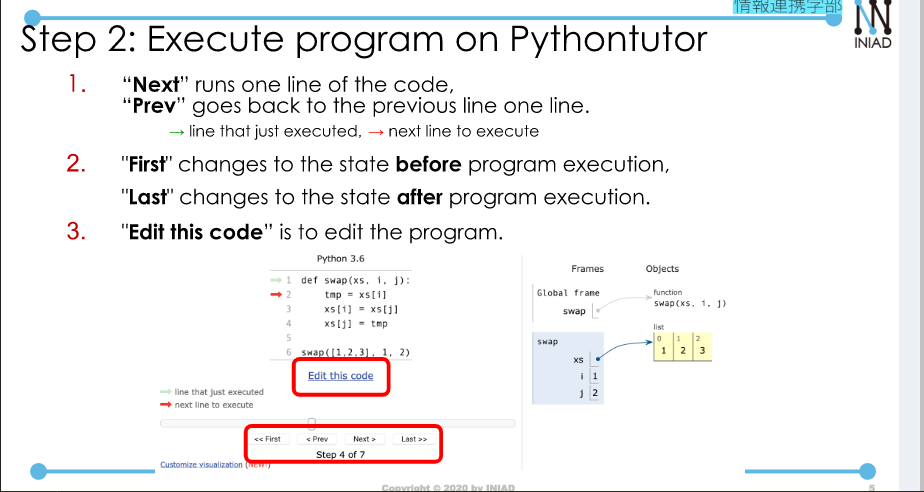 情報連携学部
INIAD
Step 2: Execute program on Pythontutor
1. “Next” runs one line of the code,
“Prev” goes back to the previous line one line.
→ line that just executed, → next line to execute
2. "First" changes to the state before program execution,
"Last" changes to the state after program execution.
3. "Edit this code” is to edit the program.
Python 3.6
1 def swap(xs, i, j):
2 tmp = xs[i]
3 xs[i] = xs[j]
4 xs[j] = tmp
5
6 swap([1,2,3], 1, 2)
Edit this code
line that just executed
next line to execute
<< First < Prev Next > Last >>
Step 4 of 7
Customize visualization (NEW!)
Frames Objects
Global frame
swap
function
swap(xs, i, j)
swap
xs
i 1
j 2
list
0 1 2
1 2 3
Copyright © 2020 by INIAD
5